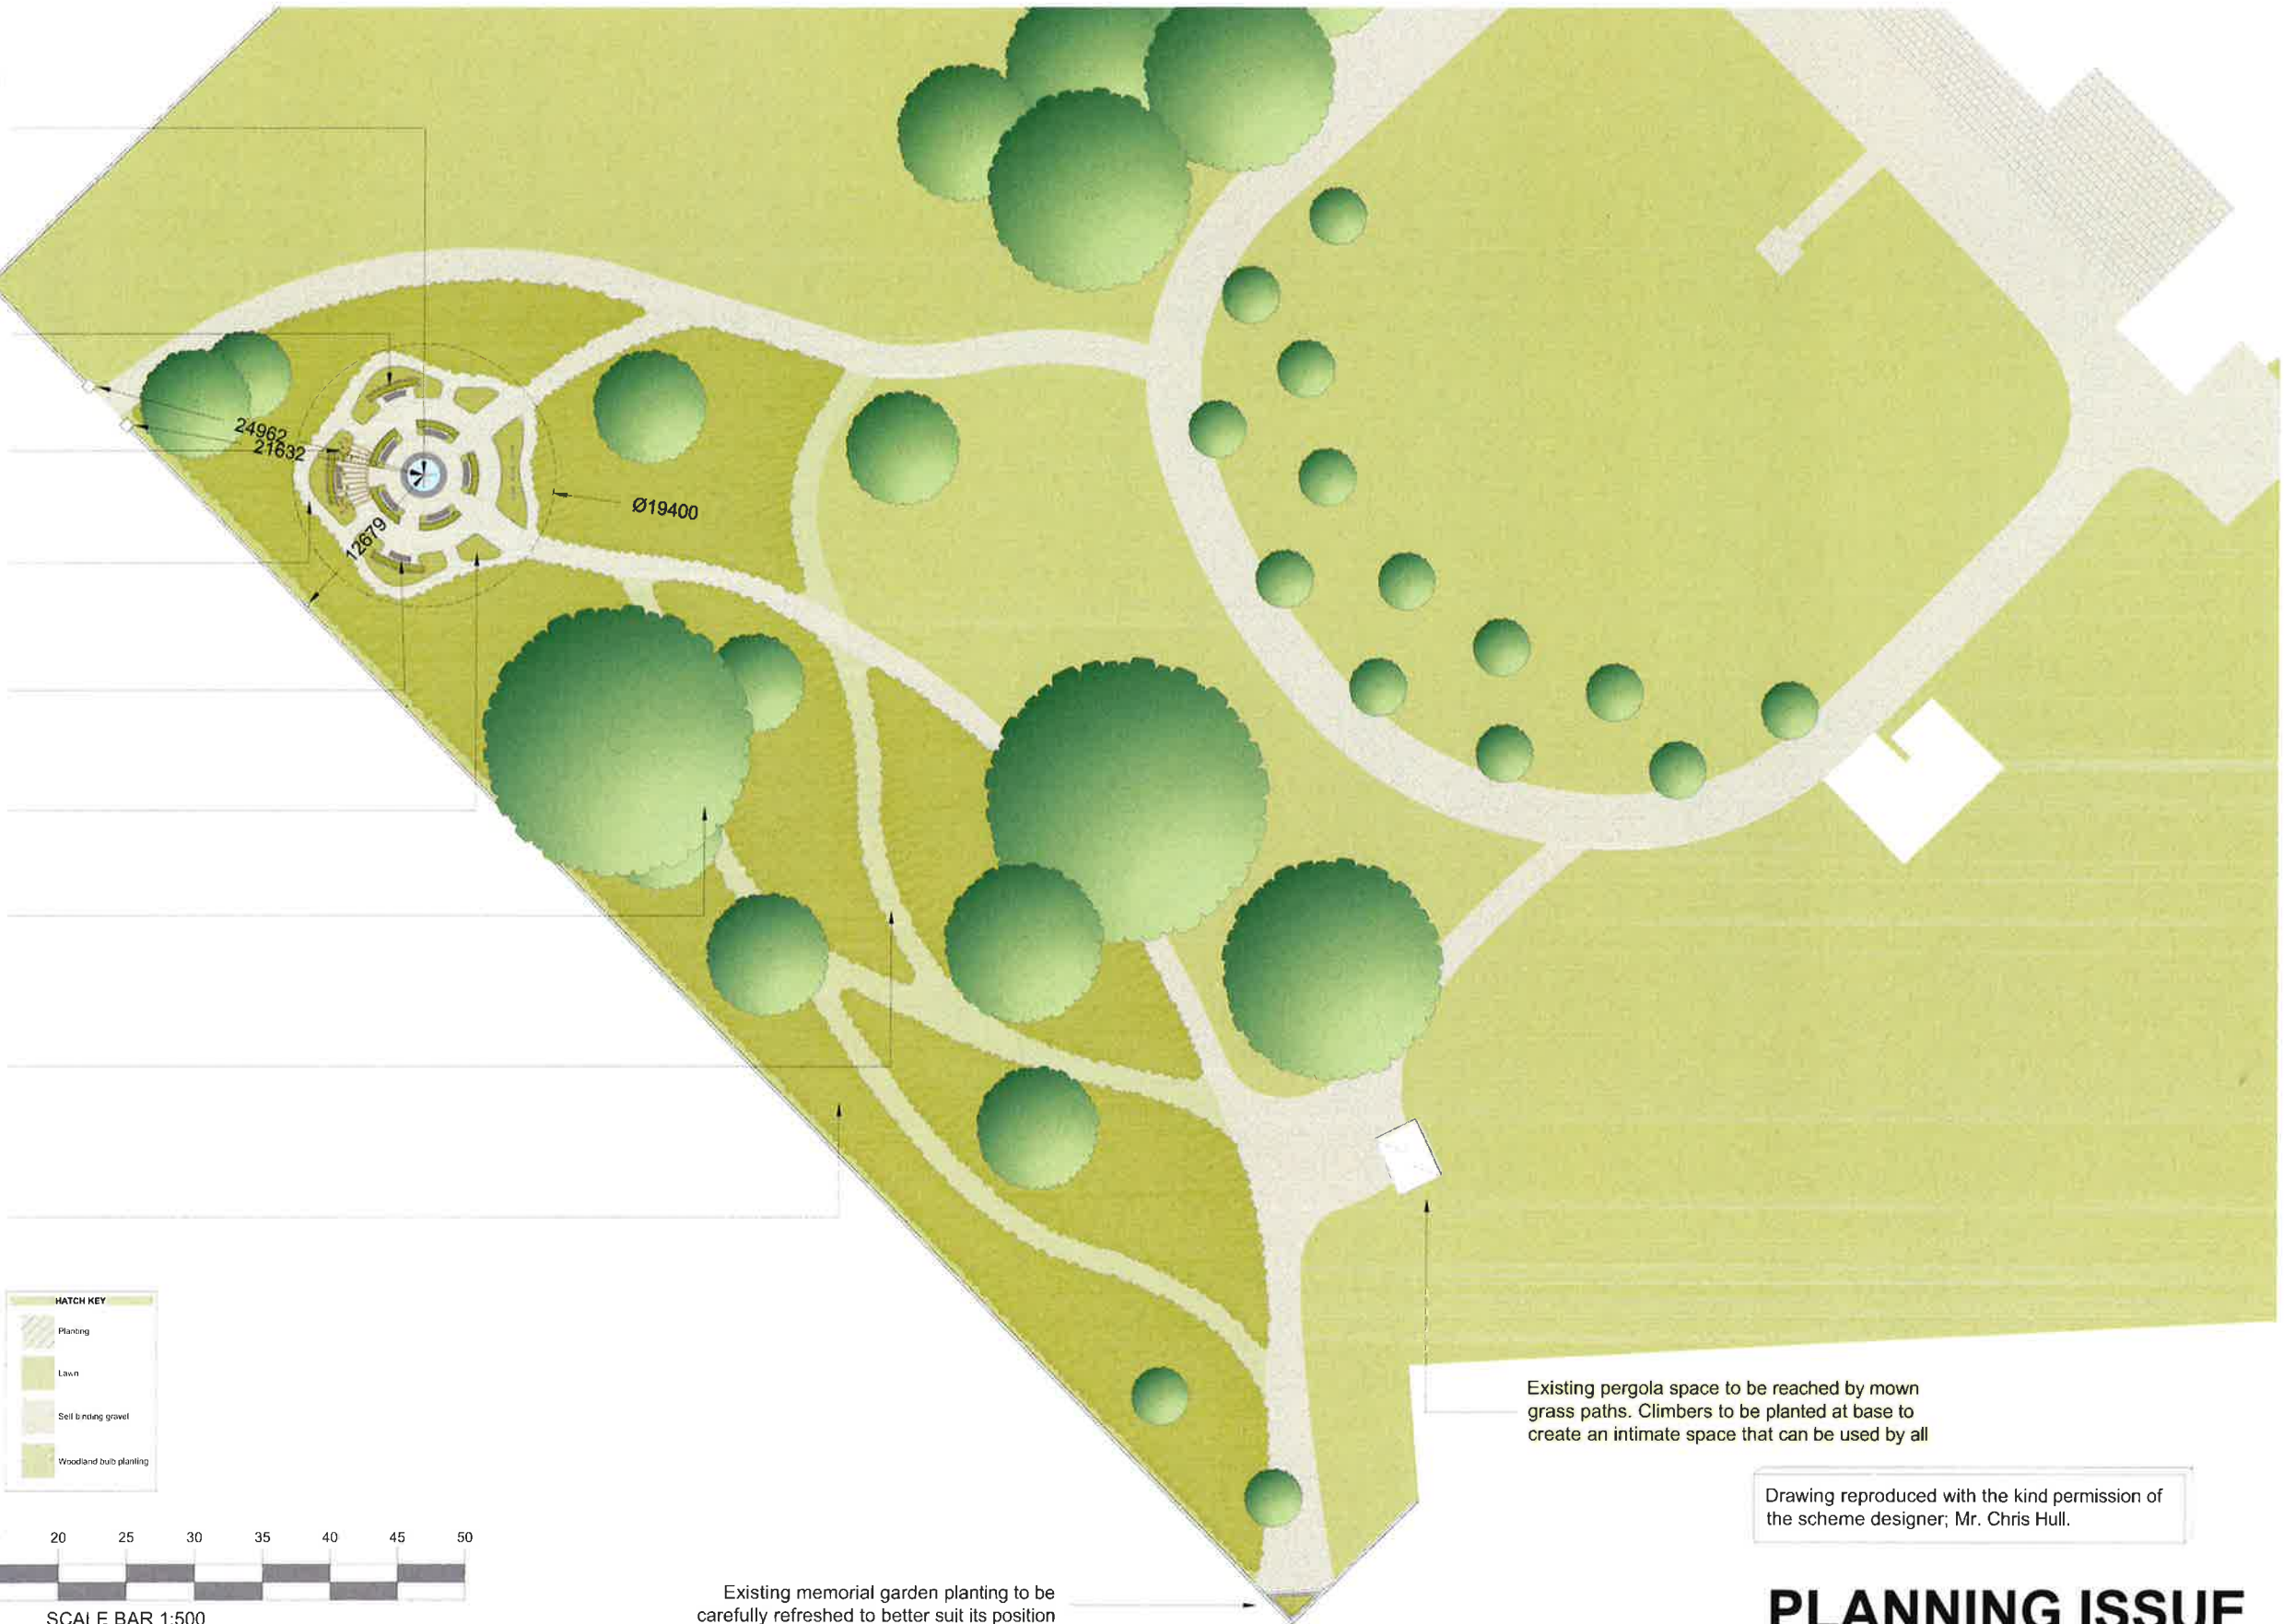 24962
21632
Ø19400
12679
HATCH KEY
Planting
Lawn
Self binding gravel
Woodland bulb planting
20 25 30 35 40 45 50
SCALE BAR 1:500
Existing pergola space to be reached by mown
grass paths. Climbers to be planted at base to
create an intimate space that can be used by all
Drawing reproduced with the kind permission of
the scheme designer; Mr. Chris Hull.
Existing memorial garden planting to be
carefully refreshed to better suit its position
PLANNING ISSUE